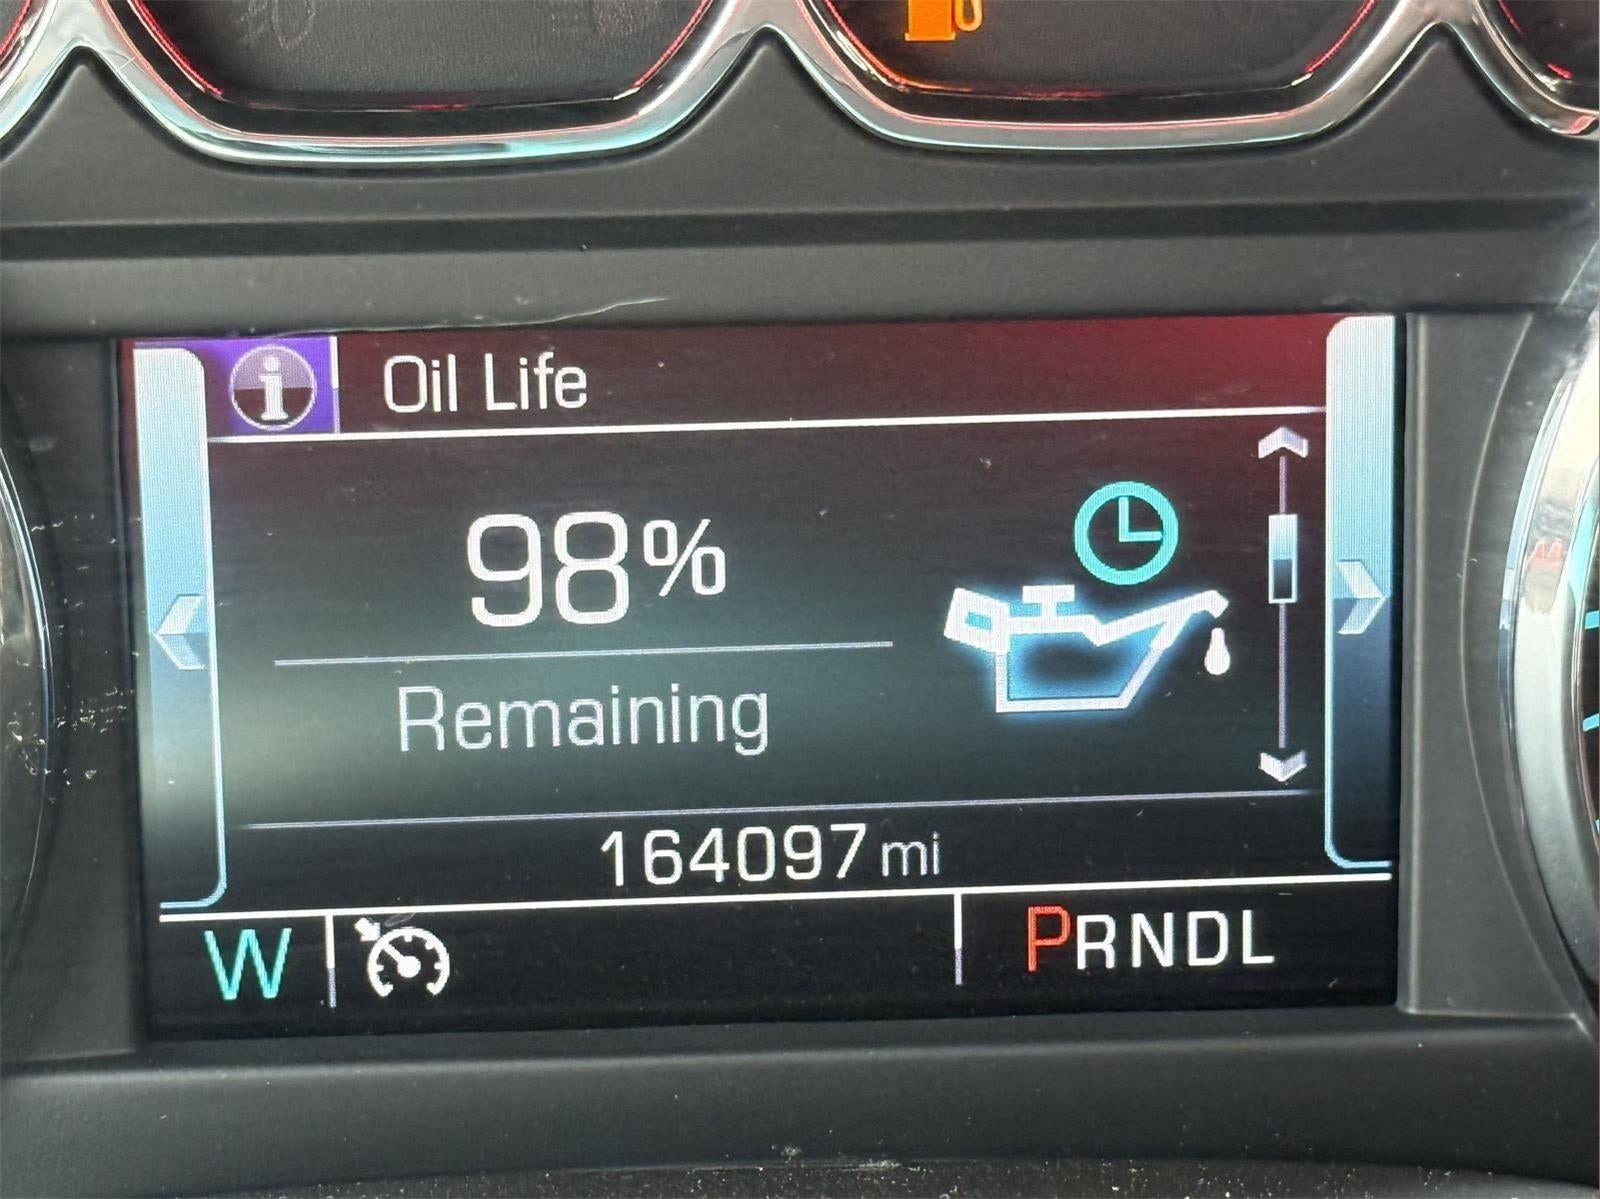 i Oil Life
98%
Remaining
164097 mi
W PRNDL